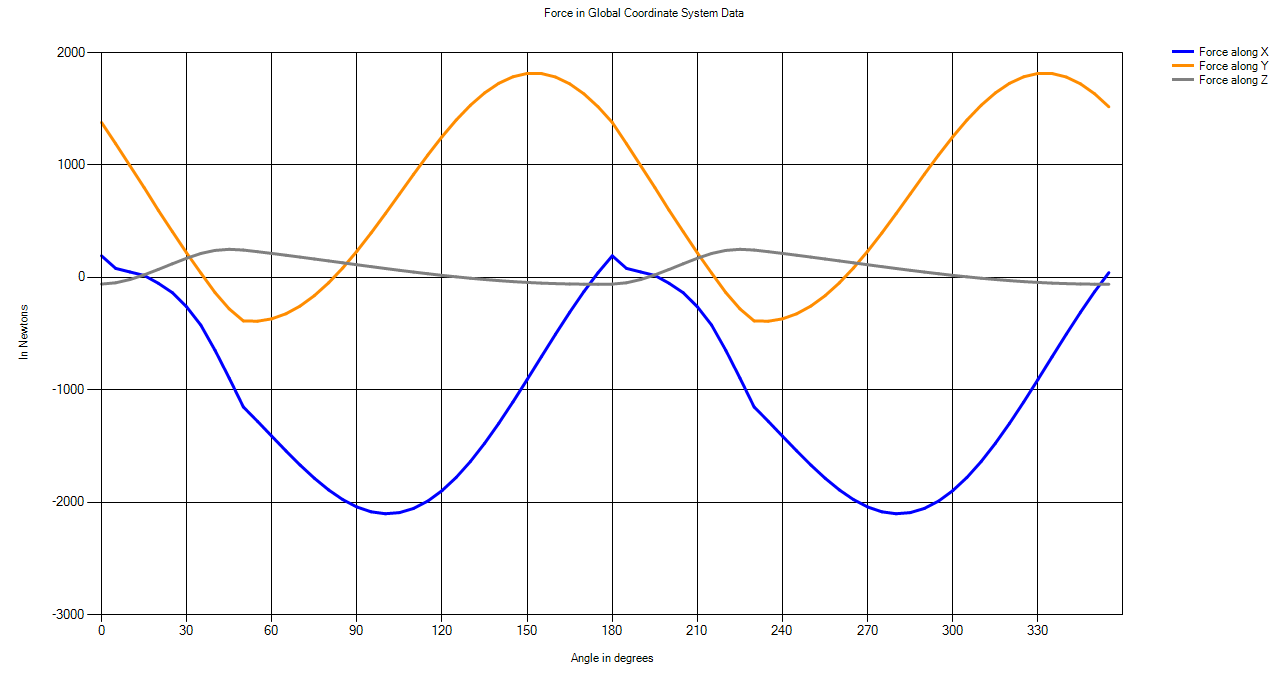 Force in Global Coordinate System Data
Force along X
Force along Y
Force along Z
2000
1000
0
-1000
-2000
-3000
In Newtons
0 30 60 90 120 150 180 210 240 270 300 330
Angle in degrees